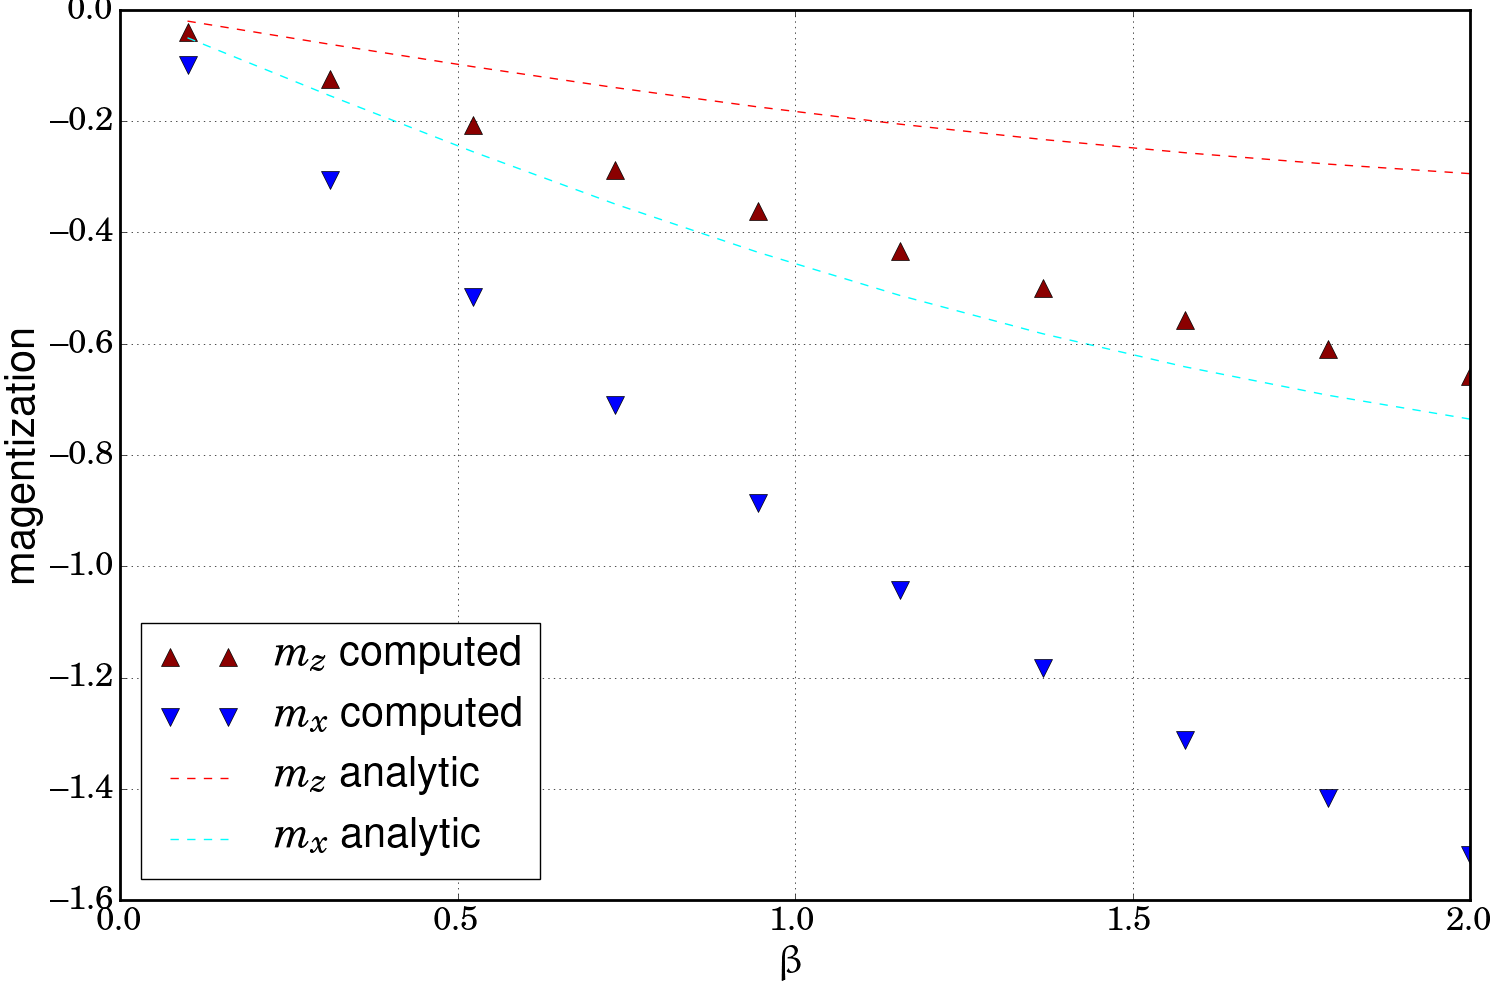 0.0
−0.2
−0.4
−0.6
−0.8
−1.0
−1.2
−1.4
−1.6
magentization
m_z computed
m_x computed
m_z analytic
m_x analytic
0.0 0.5 1.0 1.5 2.0
β